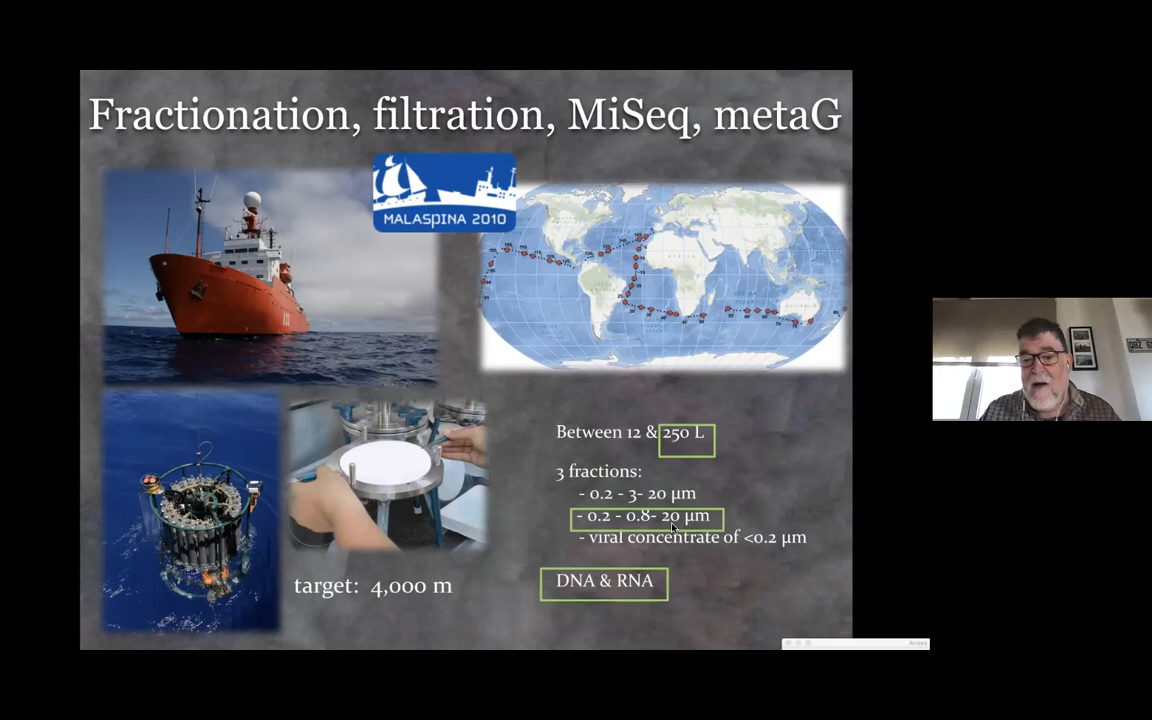 Fractionation, filtration, MiSeq, metaG
MALASPINA 2010
Between 12 & 250 L
3 fractions:
- 0.2 - 3- 20 µm
- 0.2 - 0.8- 20 µm
- viral concentrate of <0.2 µm
target: 4,000 m
DNA & RNA